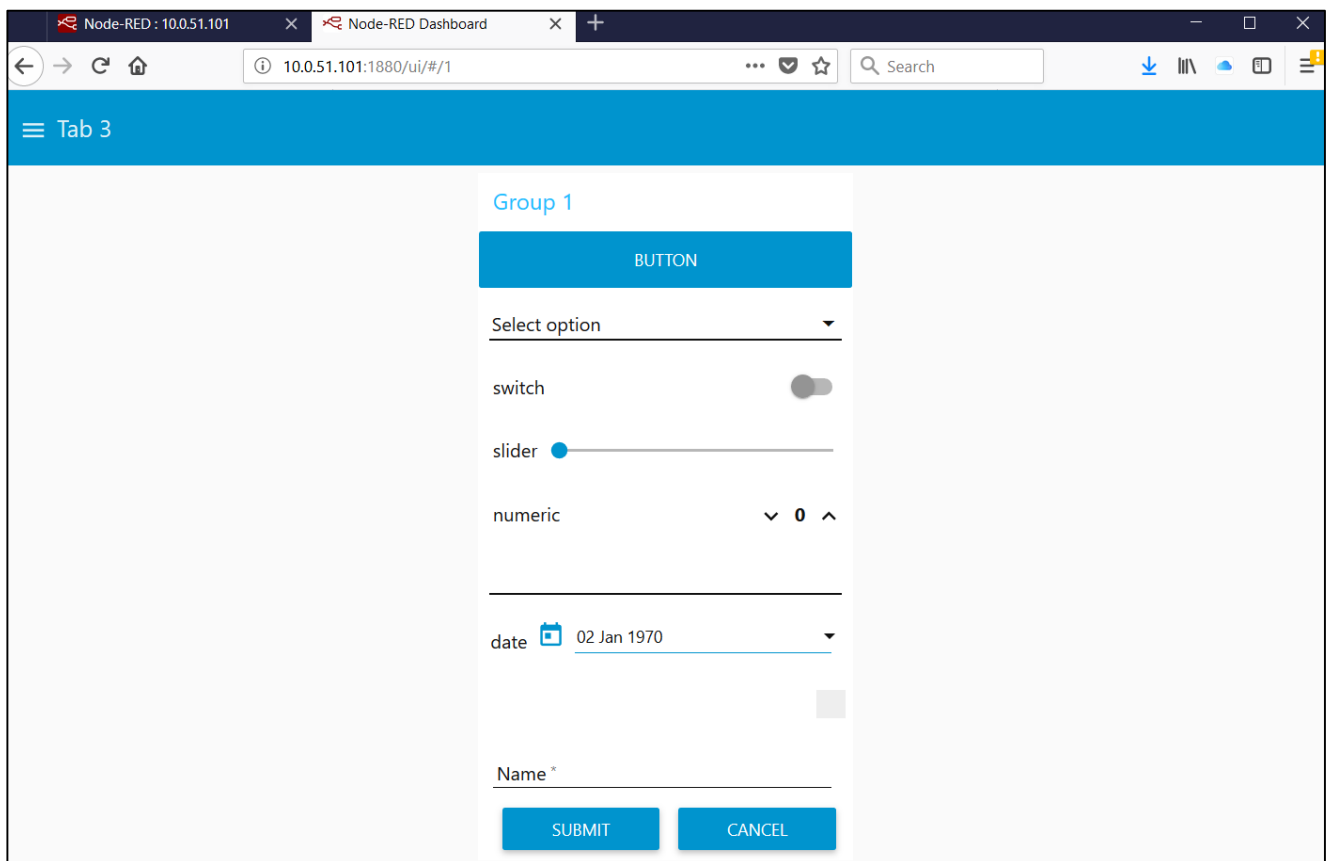 Node-RED : 10.0.51.101 Node-RED Dashboard
10.0.51.101:1880/ui/#/1 Search
Tab 3
Group 1
BUTTON
Select option
switch
slider
numeric 0
date 02 Jan 1970
Name *
SUBMIT CANCEL